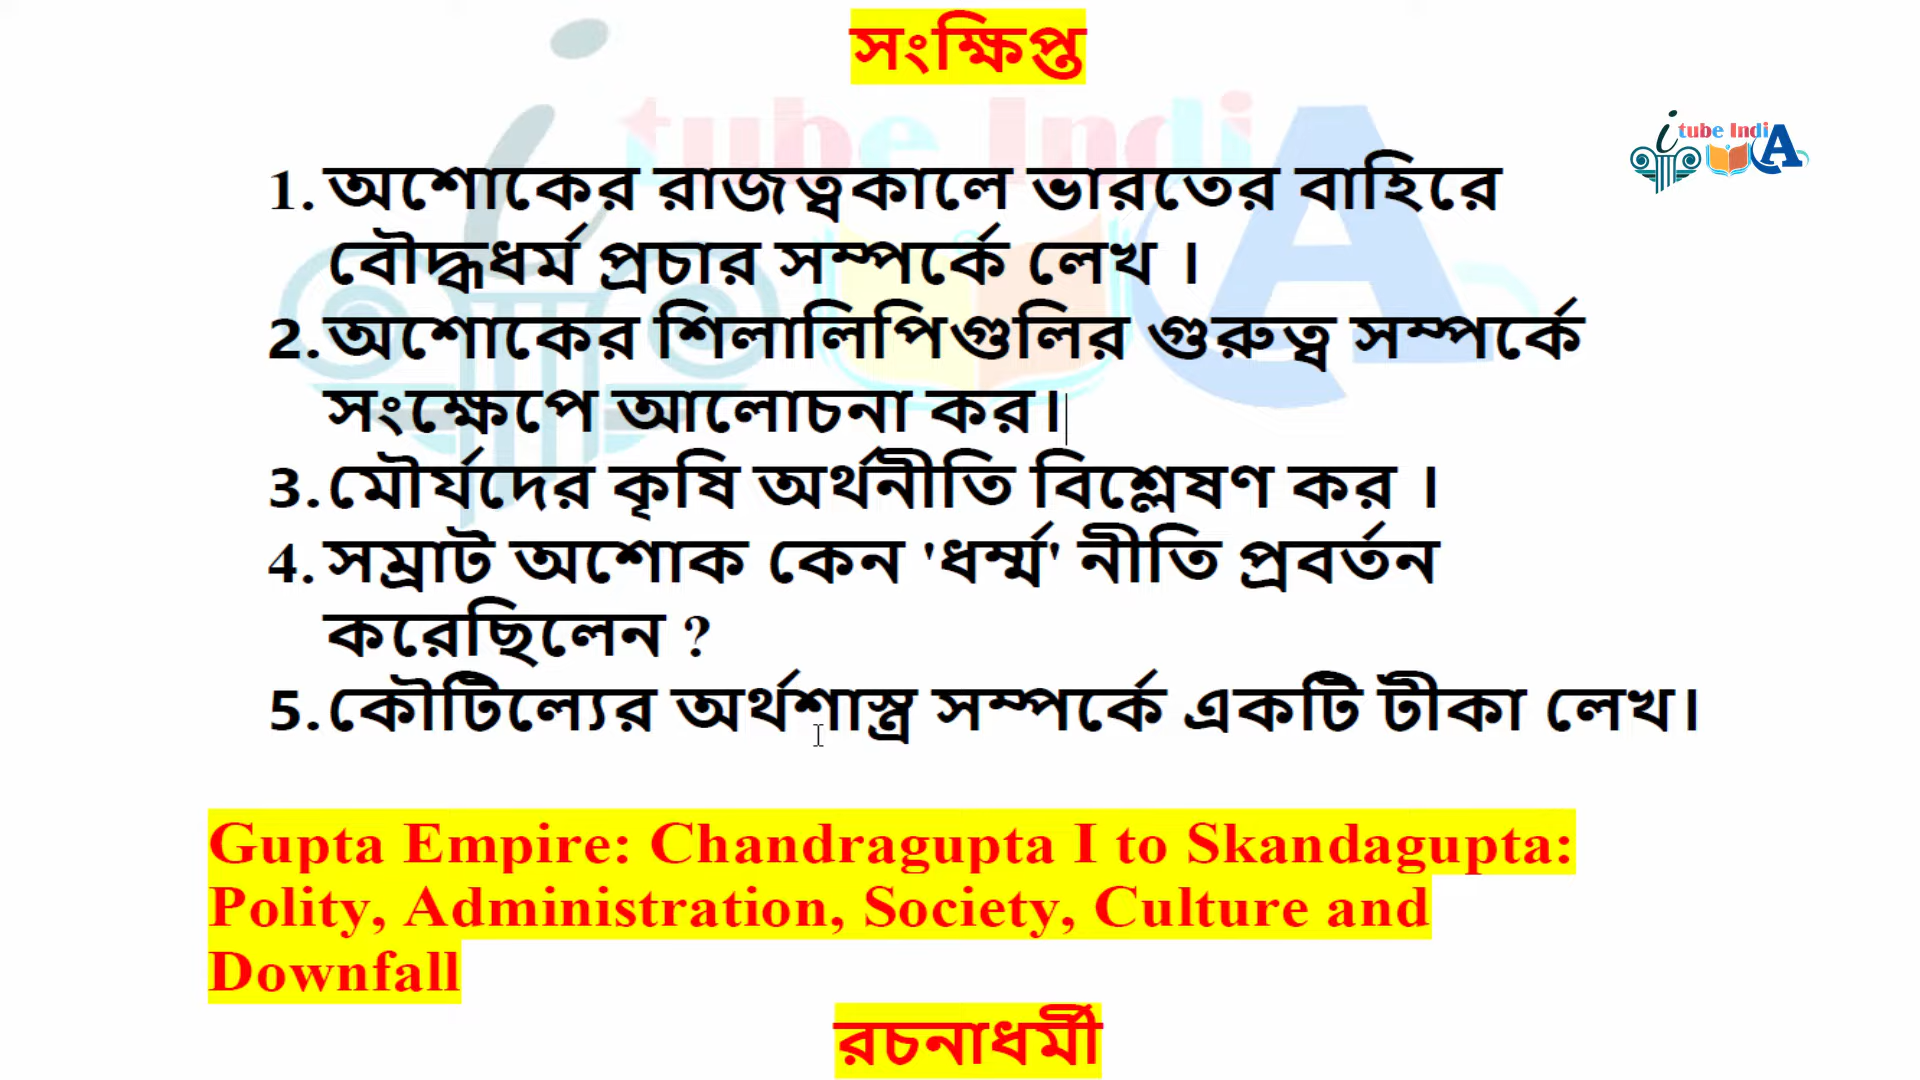 সংক্ষিপ্ত
i tube IndiA
1. অশোকের রাজত্বকালে ভারতের বাহিরে
বৌদ্ধধর্ম প্রচার সম্পর্কে লেখ ।
2. অশোকের শিলালিপিগুলির গুরুত্ব সম্পর্কে
সংক্ষেপে আলোচনা কর।
3. মৌর্যদের কৃষি অর্থনীতি বিশ্লেষণ কর ।
4. সম্রাট অশোক কেন 'ধর্ম্ম' নীতি প্রবর্তন
করেছিলেন ?
5. কৌটিল্যের অর্থশাস্ত্র সম্পর্কে একটি টীকা লেখ।
Gupta Empire: Chandragupta I to Skandagupta:
Polity, Administration, Society, Culture and
Downfall
রচনাধর্মী